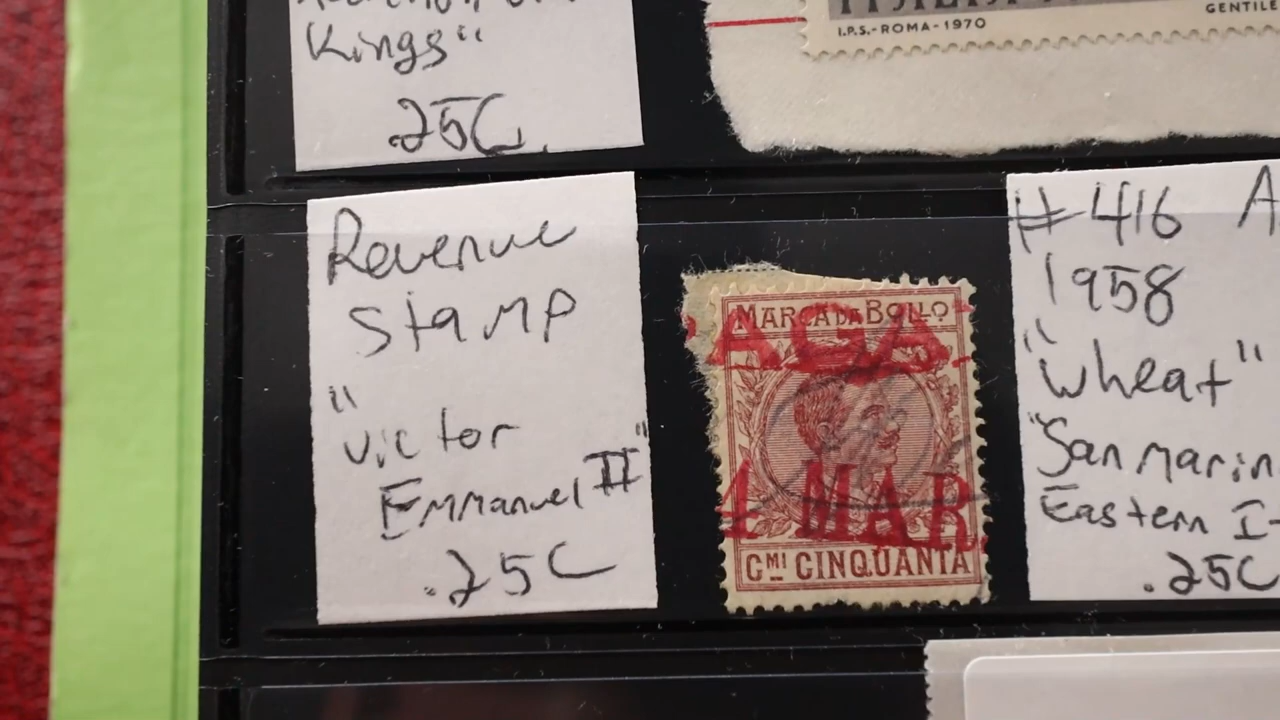 Kings"
25C.
I.P.S.-ROMA-1970
GENTILE
Revenue
Stamp
"Victor
Emmanuel II"
.25C
MARCA DA BOLLO
AGA
4 MAR.
CMI CINQUANTA
# 416 A
1958
"Wheat"
"San Marin
Eastern I
.25C